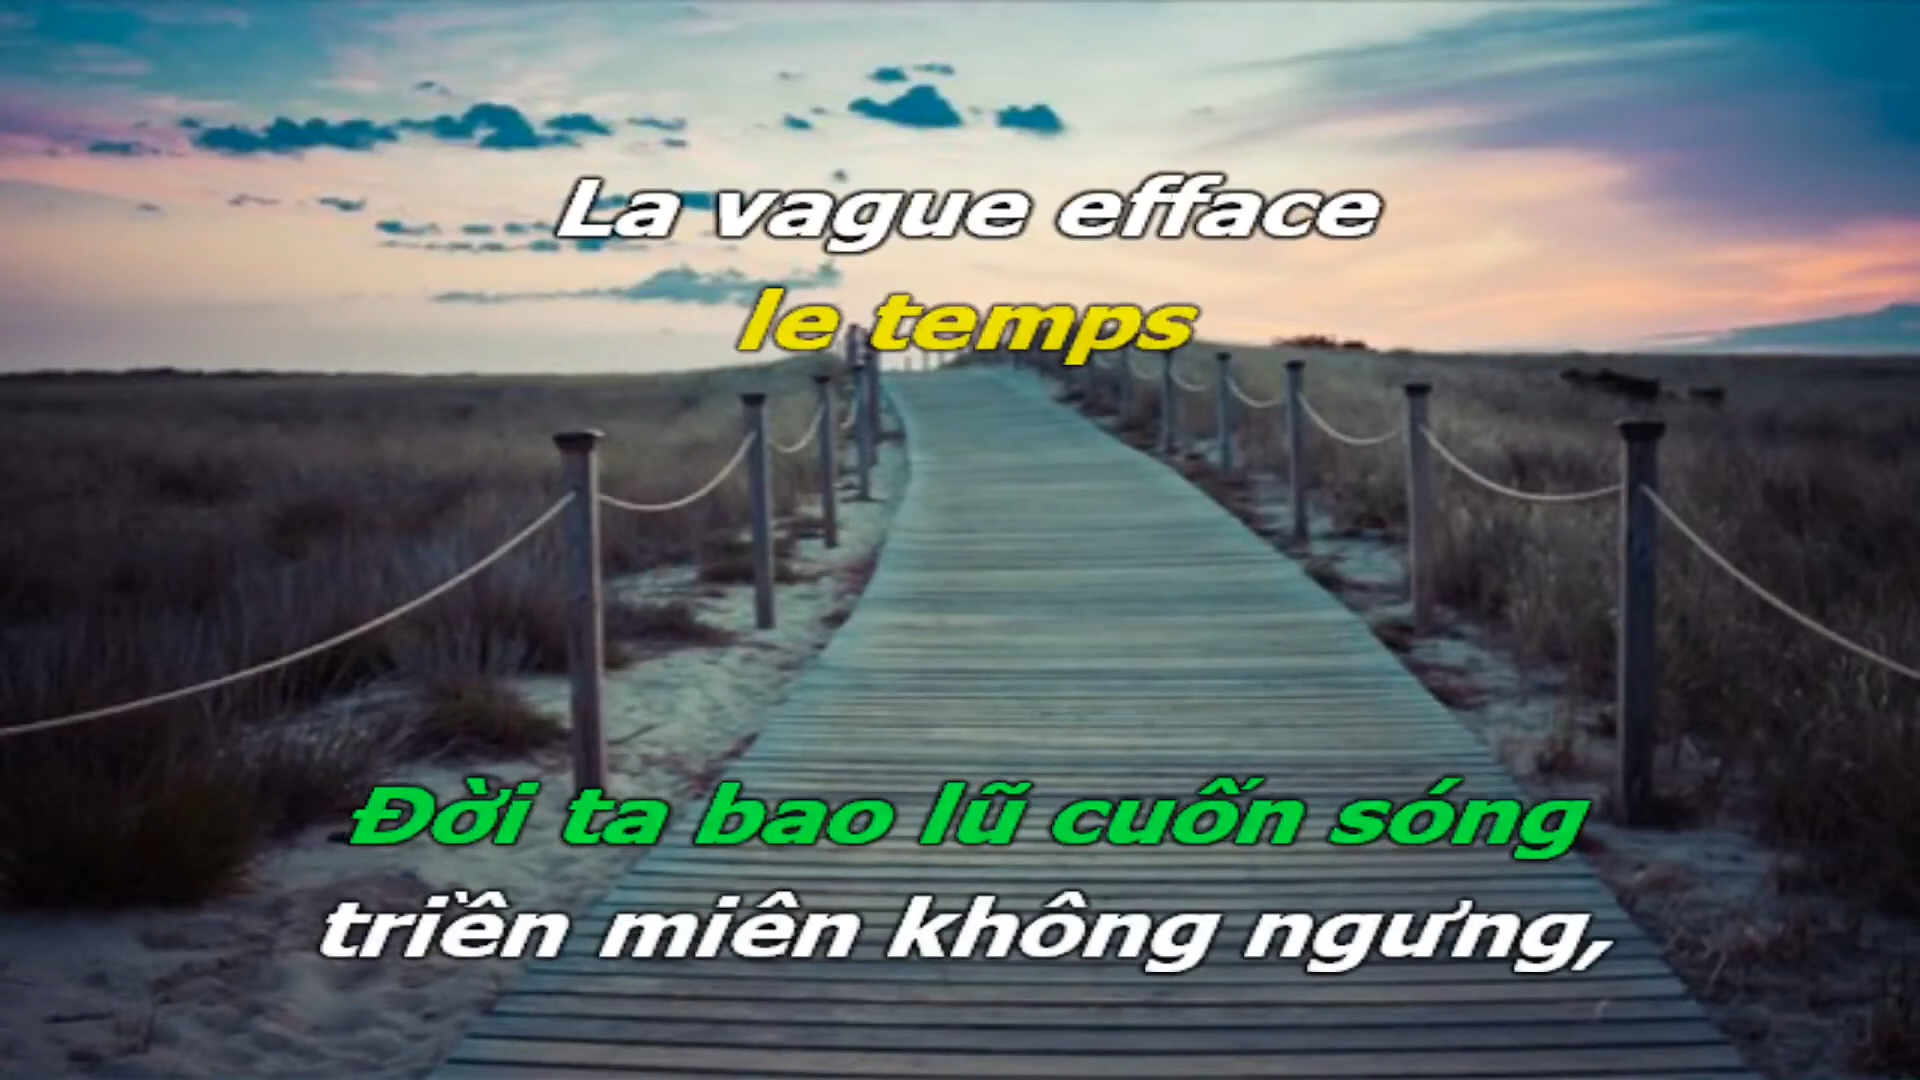 La vague efface
le temps
Đời ta bao lũ cuốn sóng
triền miên không ngưng,